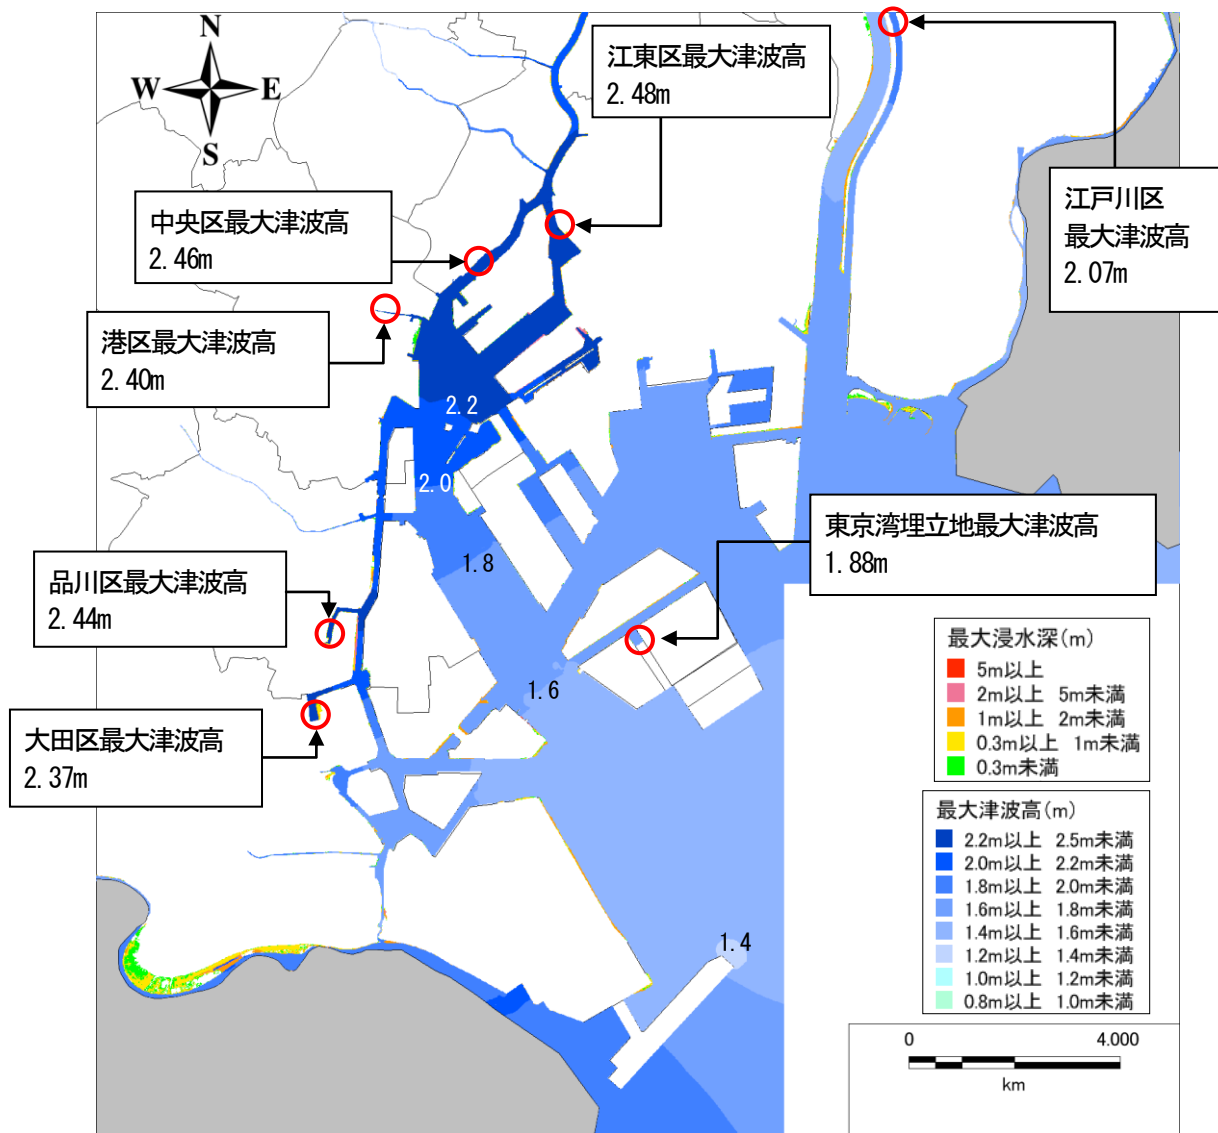 N
W E
S
江東区最大津波高
2.48m
中央区最大津波高
2.46m
江戸川区
最大津波高
2.07m
港区最大津波高
2.40m
2.2
2.0
東京湾埋立地最大津波高
1.88m
1.8
品川区最大津波高
2.44m
1.6
大田区最大津波高
2.37m
1.4
最大浸水深(m)
5m以上
2m以上 5m未満
1m以上 2m未満
0.3m以上 1m未満
0.3m未満
最大津波高(m)
2.2m以上 2.5m未満
2.0m以上 2.2m未満
1.8m以上 2.0m未満
1.6m以上 1.8m未満
1.4m以上 1.6m未満
1.2m以上 1.4m未満
1.0m以上 1.2m未満
0.8m以上 1.0m未満
0 4.000
km